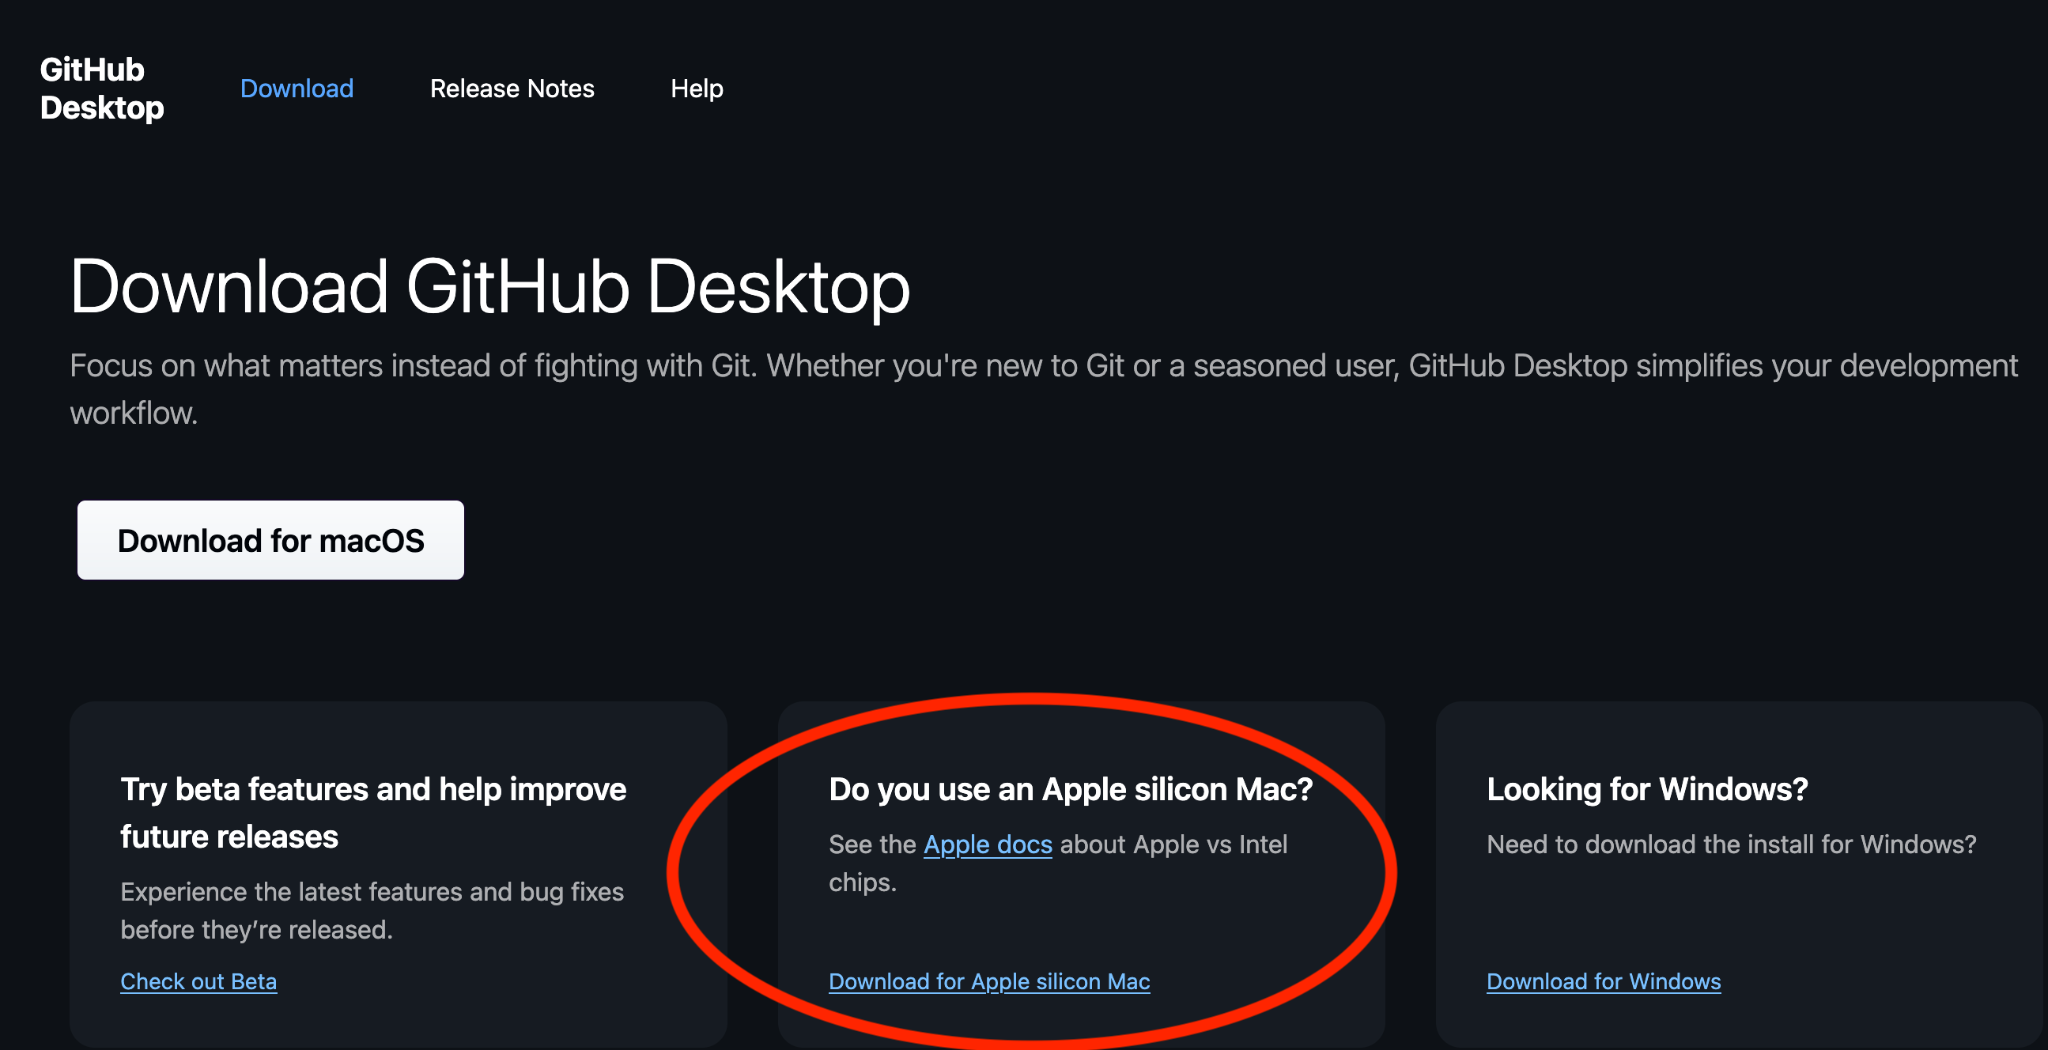 GitHub
Desktop
Download
Release Notes
Help
Download GitHub Desktop
Focus on what matters instead of fighting with Git. Whether you're new to Git or a seasoned user, GitHub Desktop simplifies your development
workflow.
Download for macOS
Try beta features and help improve
future releases
Experience the latest features and bug fixes
before they’re released.
Check out Beta
Do you use an Apple silicon Mac?
See the Apple docs about Apple vs Intel
chips.
Download for Apple silicon Mac
Looking for Windows?
Need to download the install for Windows?
Download for Windows